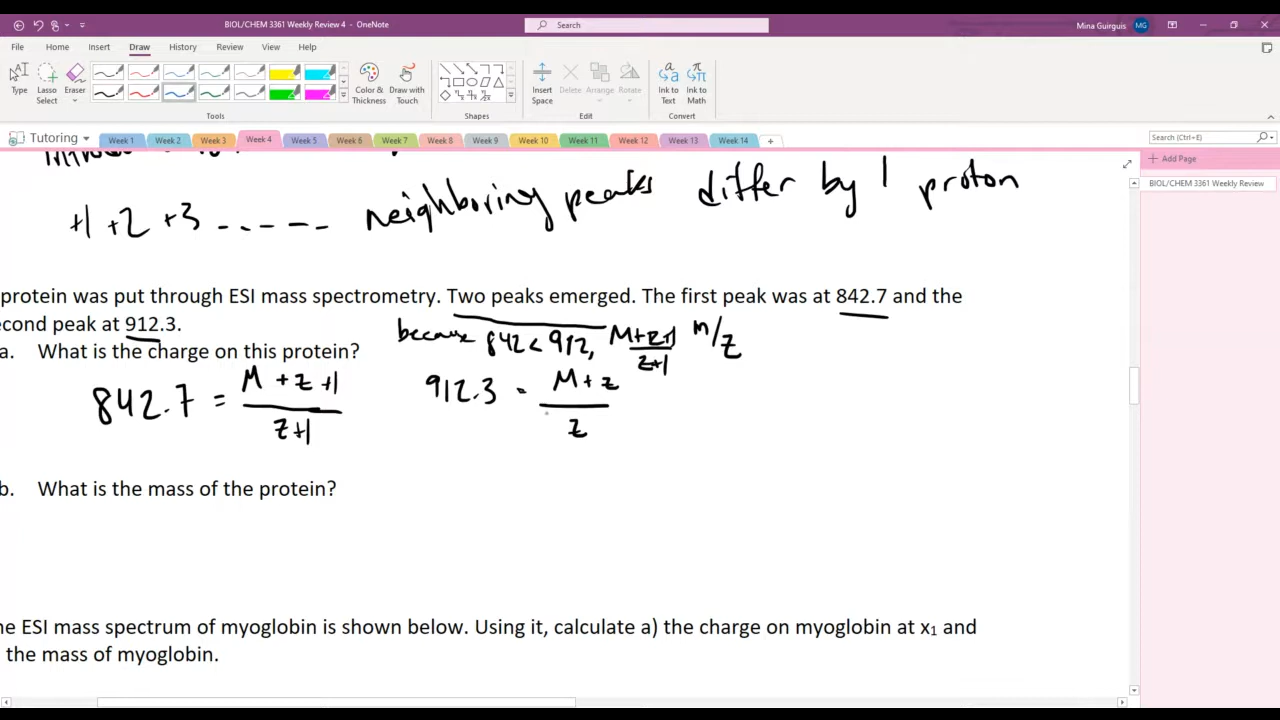 BIOL/CHEM 3361 Weekly Review 4 - OneNote
Search
Mina Guirguis
MG
File Home Insert Draw History Review View Help
Type
Lasso Select
Eraser
Color & Thickness
Draw with Touch
Insert Space
Delete
Arrange
Rotate
Ink to Text
Ink to Math
Tools
Shapes
Edit
Convert
Tutoring
Week 1 Week 2 Week 3 Week 4 Week 5 Week 6 Week 7 Week 8 Week 9 Week 10 Week 11 Week 12 Week 13 Week 14 +
Search (Ctrl+E)
Add Page
BIOL/CHEM 3361 Weekly Review
+1 +2 +3 ----- neighboring peaks differ by 1 proton
protein was put through ESI mass spectrometry. Two peaks emerged. The first peak was at 842.7 and the
econd peak at 912.3.
because 842 < 912, M+z+1 / z+1 m/z
a. What is the charge on this protein?
842.7 = M + z + 1 / z+1 912.3 = M + z / z
b. What is the mass of the protein?
he ESI mass spectrum of myoglobin is shown below. Using it, calculate a) the charge on myoglobin at x₁ and
the mass of myoglobin.